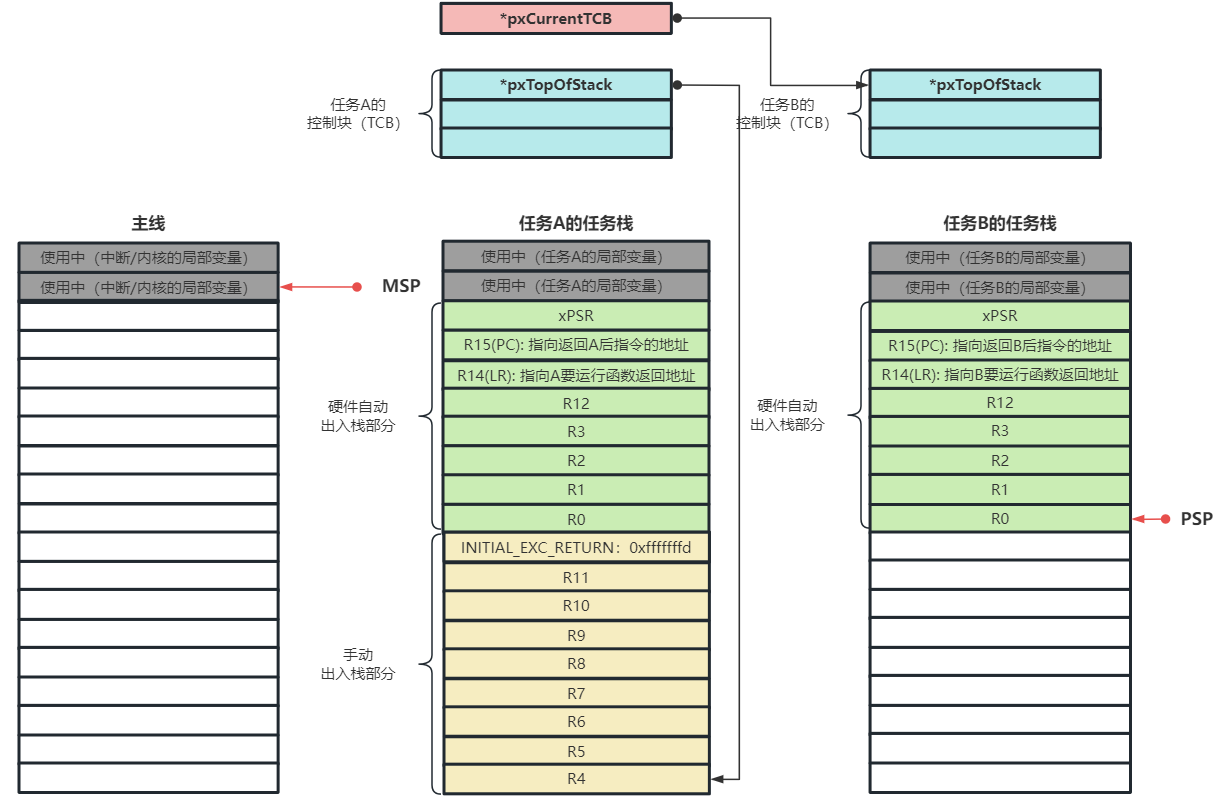 *pxCurrentTCB
*pxTopOfStack
*pxTopOfStack
任务A的
控制块（TCB）
任务B的
控制块（TCB）
主线
使用中（中断/内核的局部变量）
使用中（中断/内核的局部变量）
MSP
任务A的任务栈
使用中（任务A的局部变量）
使用中（任务A的局部变量）
xPSR
R15(PC): 指向返回A后指令的地址
R14(LR): 指向A要运行函数返回地址
R12
R3
R2
R1
R0
硬件自动
出入栈部分
INITIAL_EXC_RETURN：0xfffffffd
R11
R10
R9
R8
R7
R6
R5
R4
手动
出入栈部分
任务B的任务栈
使用中（任务B的局部变量）
使用中（任务B的局部变量）
xPSR
R15(PC): 指向返回B后指令的地址
R14(LR): 指向B要运行函数返回地址
R12
R3
R2
R1
R0
硬件自动
出入栈部分
PSP